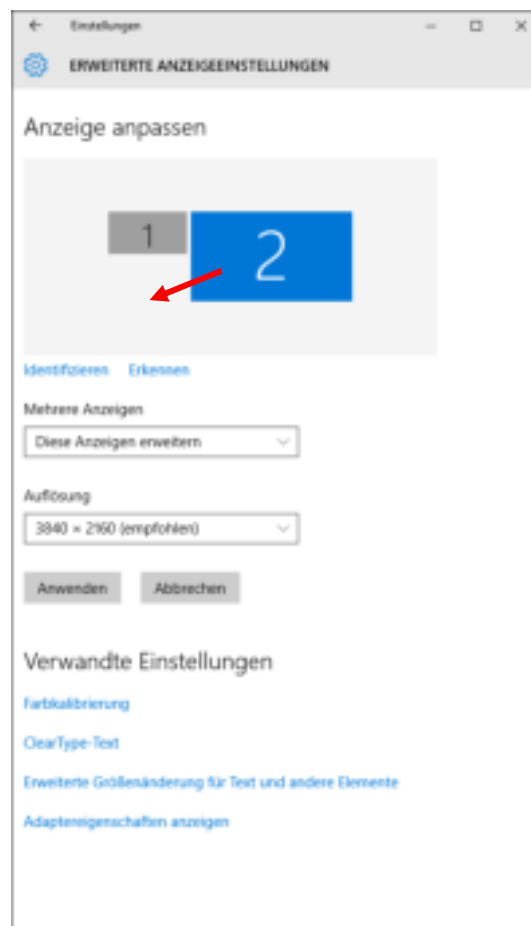 Einstellungen
ERWEITERTE ANZEIGEEINSTELLUNGEN
Anzeige anpassen
1
2
Identifizieren Erkennen
Mehrere Anzeigen
Diese Anzeigen erweitern
Auflösung
3840 × 2160 (empfohlen)
Anwenden Abbrechen
Verwandte Einstellungen
Farbkalibrierung
ClearType-Text
Erweiterte Größenänderung für Text und andere Elemente
Adaptereigenschaften anzeigen